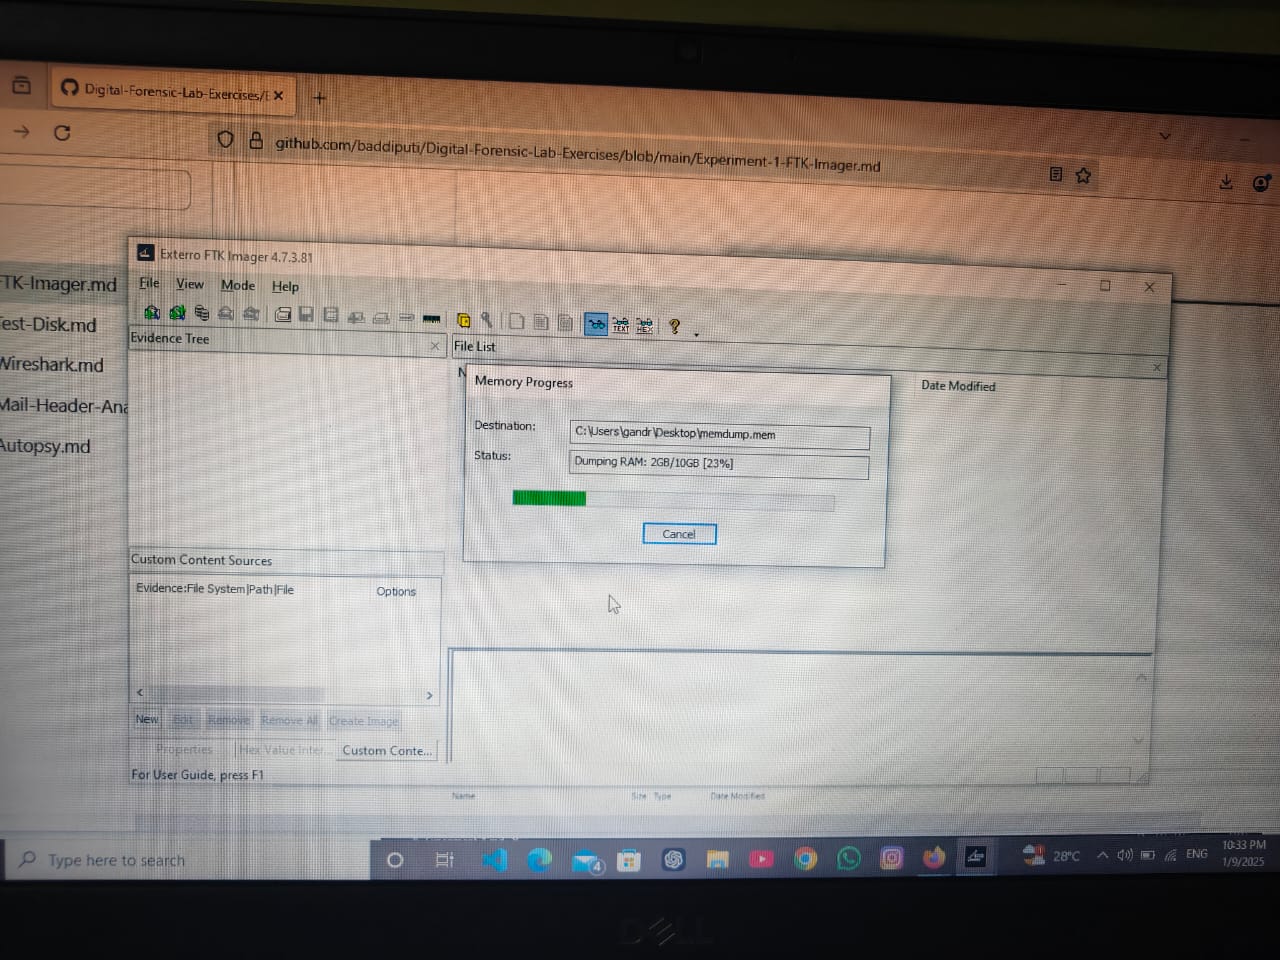 Digital-Forensic-Lab-Exercises/E
github.com/baddiputi/Digital-Forensic-Lab-Exercises/blob/main/Experiment-1-FTK-Imager.md
TK-Imager.md
Test-Disk.md
Wireshark.md
Mail-Header-Ana
Autopsy.md
Exterro FTK Imager 4.7.3.81
File View Mode Help
TEXT HEX
Evidence Tree
File List
N
Date Modified
Memory Progress
Destination: C:\Users\gandr\Desktop\memdump.mem
Status: Dumping RAM: 2GB/10GB [23%]
Cancel
Custom Content Sources
Evidence:File System|Path|File Options
New Edit Remove Remove All Create Image
Properties Hex Value Inter... Custom Conte...
For User Guide, press F1
Name Size Type Date Modified
Type here to search
4
28°C
ENG
10:33 PM
1/9/2025
DELL